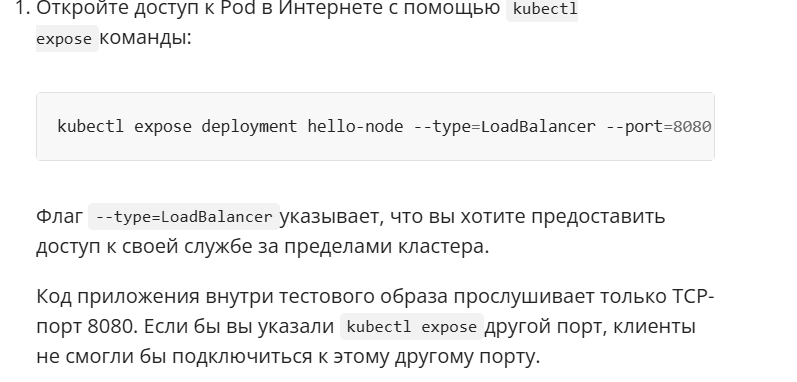 1. Откройте доступ к Pod в Интернете с помощью kubectl
expose команды:
kubectl expose deployment hello-node --type=LoadBalancer --port=8080
Флаг --type=LoadBalancer указывает, что вы хотите предоставить
доступ к своей службе за пределами кластера.
Код приложения внутри тестового образа прослушивает только TCP-
порт 8080. Если бы вы указали kubectl expose другой порт, клиенты
не смогли бы подключиться к этому другому порту.